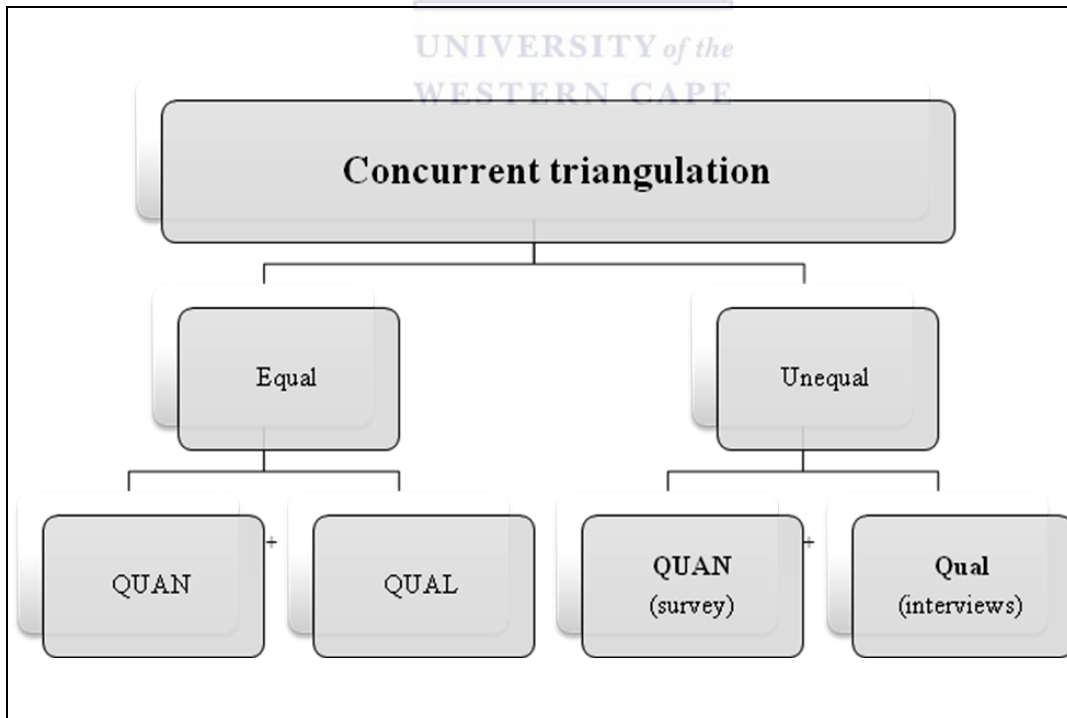 UNIVERSITY of the
WESTERN CAPE
Concurrent triangulation
Equal
Unequal
QUAN
+
QUAL
QUAN
(survey)
+
Qual
(interviews)